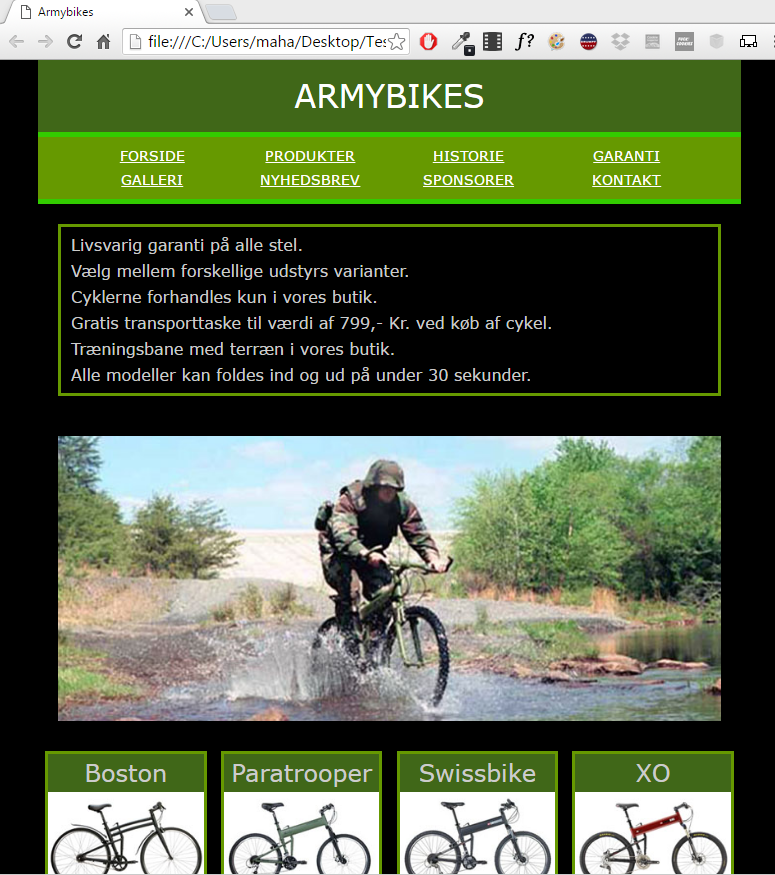 Armybikes
file:///C:/Users/maha/Desktop/Tes
ARMYBIKES
FORSIDE PRODUKTER HISTORIE GARANTI
GALLERI NYHEDSBREV SPONSORER KONTAKT
Livsvarig garanti på alle stel.
Vælg mellem forskellige udstyrs varianter.
Cyklerne forhandles kun i vores butik.
Gratis transporttaske til værdi af 799,- Kr. ved køb af cykel.
Træningsbane med terræn i vores butik.
Alle modeller kan foldes ind og ud på under 30 sekunder.
Boston Paratrooper Swissbike XO